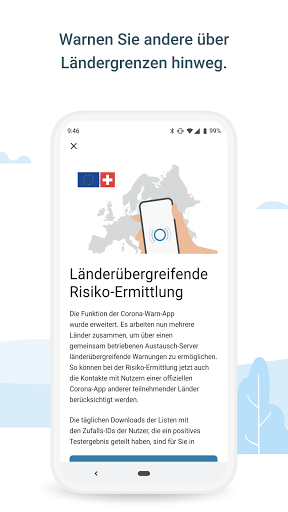 Warnen Sie andere über
Ländergrenzen hinweg.
9:46
99%
Länderübergreifende
Risiko-Ermittlung
Die Funktion der Corona-Warn-App
wurde erweitert. Es arbeiten nun mehrere
Länder zusammen, um über einen
gemeinsam betriebenen Austausch-Server
länderübergreifende Warnungen zu ermöglichen.
So können bei der Risiko-Ermittlung jetzt auch
die Kontakte mit Nutzern einer offiziellen
Corona-App anderer teilnehmender Länder
berücksichtigt werden.
Die täglichen Downloads der Listen mit
den Zufalls-IDs der Nutzer, die ein positives
Testergebnis geteilt haben, sind für Sie in